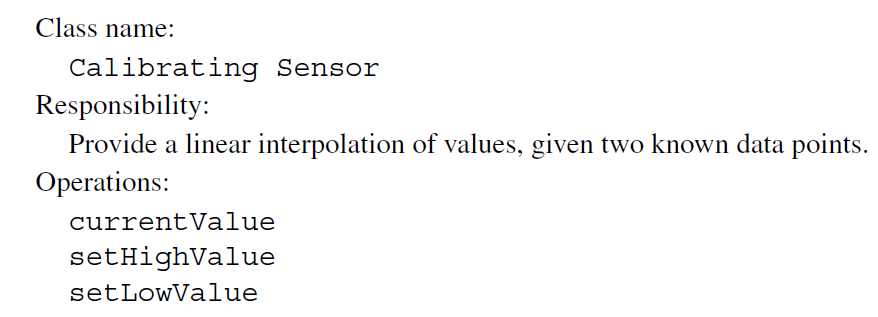 Class name:
Calibrating Sensor
Responsibility:
Provide a linear interpolation of values, given two known data points.
Operations:
currentValue
setHighValue
setLowValue